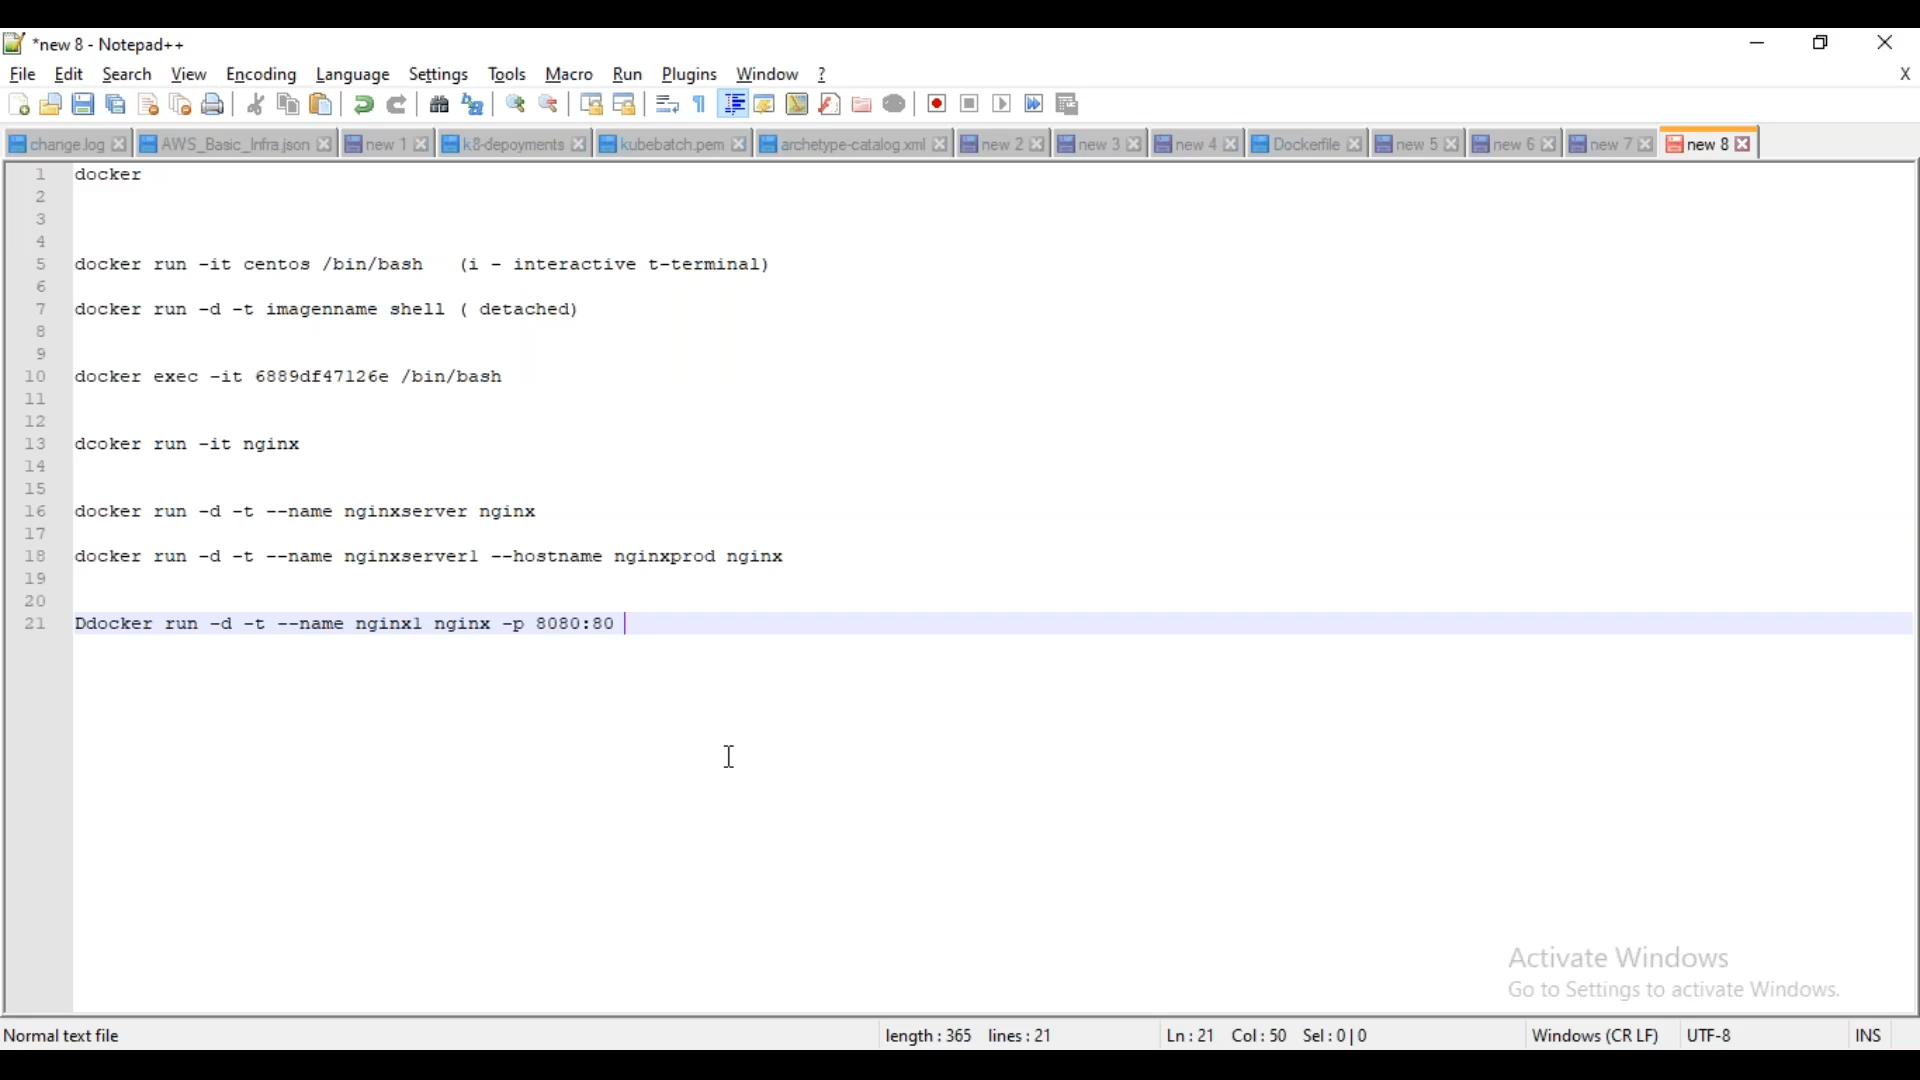 *new 8 - Notepad++
File Edit Search View Encoding Language Settings Tools Macro Run Plugins Window ? X
change.log AWS_Basic_Infra.json new 1 k8-depoyments kubebatch.pem archetype-catalog.xml new 2 new 3 new 4 Dockerfile new 5 new 6 new 7 new 8
1 docker
2
3
4
5 docker run -it centos /bin/bash (i - interactive t-terminal)
6
7 docker run -d -t imagenname shell ( detached)
8
9
10 docker exec -it 6889df47126e /bin/bash
11
12
13 dcoker run -it nginx
14
15
16 docker run -d -t --name nginxserver nginx
17
18 docker run -d -t --name nginxserver1 --hostname nginxprod nginx
19
20
21 Ddocker run -d -t --name nginx1 nginx -p 8080:80
Activate Windows
Go to Settings to activate Windows.
Normal text file length : 365 lines : 21 Ln : 21 Col : 50 Sel : 0 | 0 Windows (CR LF) UTF-8 INS